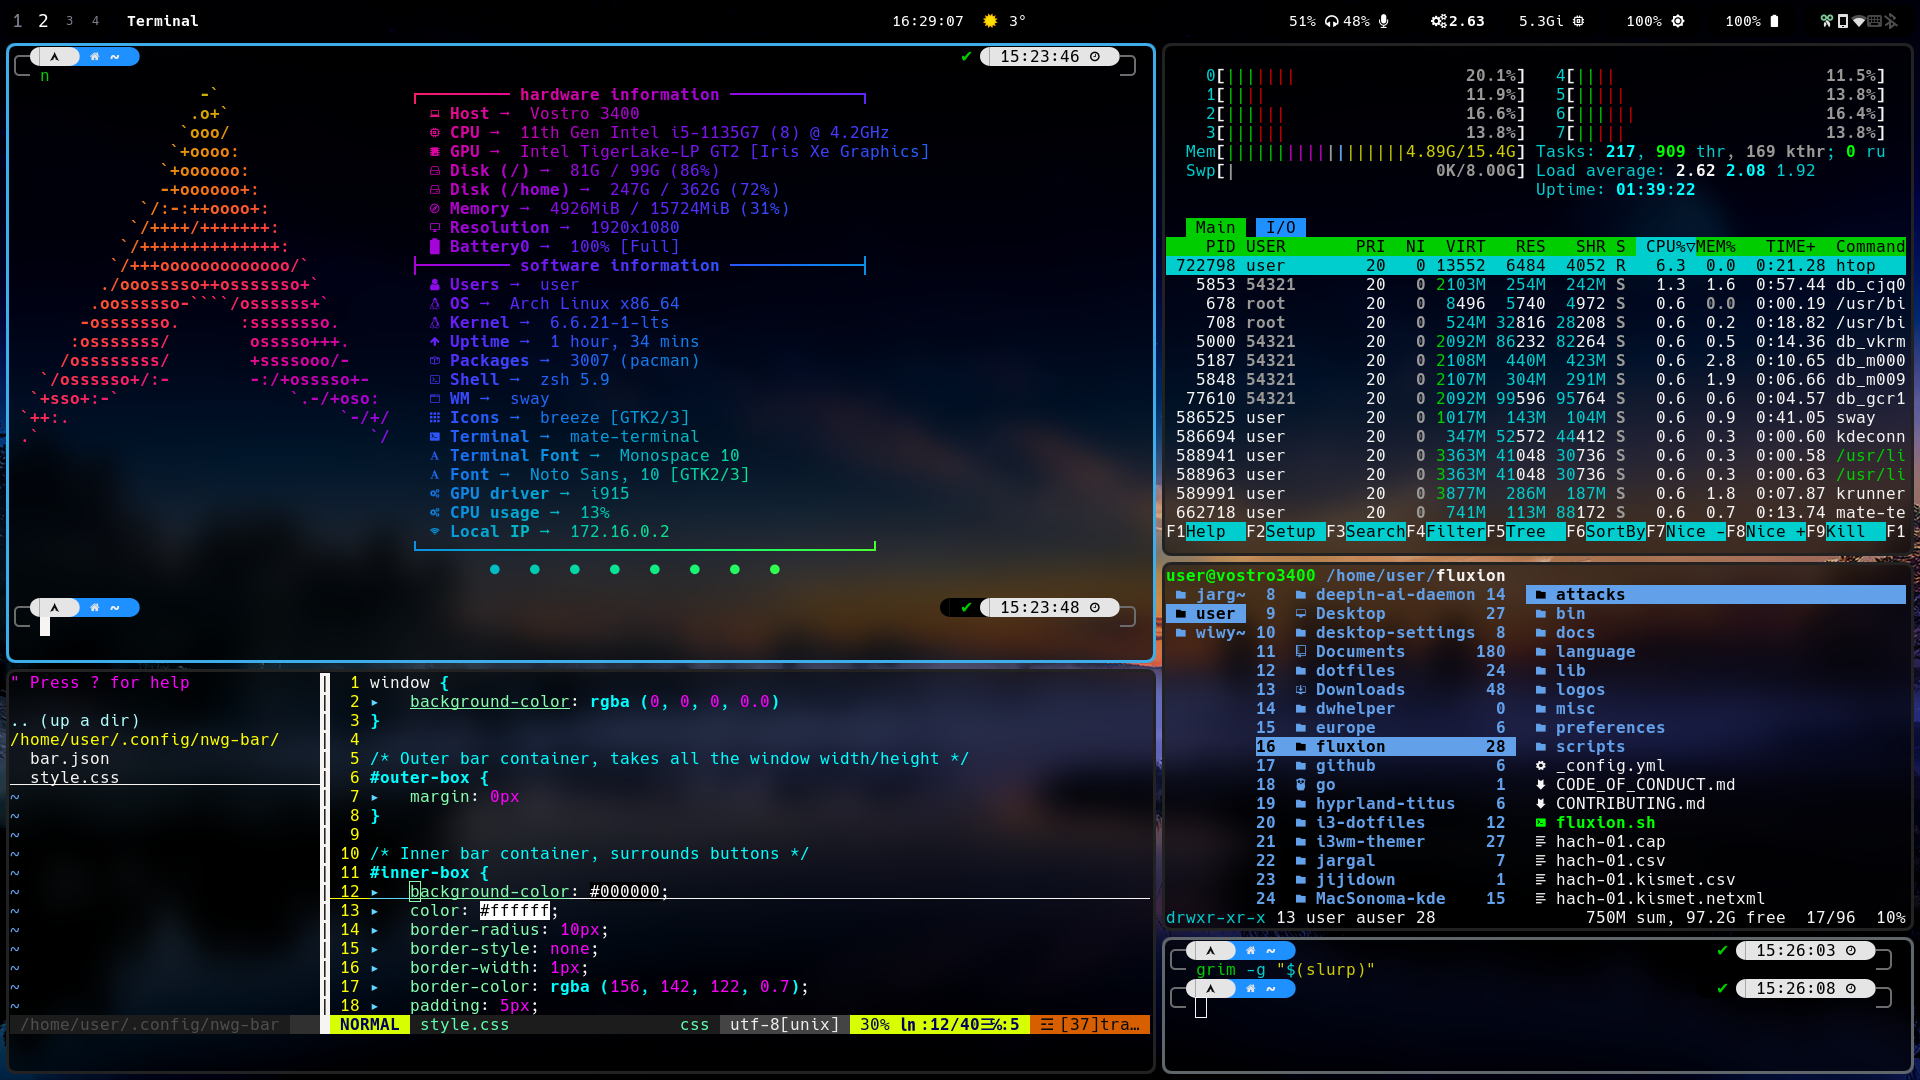 1 2 3 4 Terminal
16:29:07 3°
51% 48% 2.63 5.3Gi 100% 100%
~ ✔ 15:23:46
n
-`
.o+`
`ooo/
`+oooo:
`+oooooo:
-+oooooo+:
`/:-:++oooo+:
`/++++/+++++++:
`/++++++++++++++:
`/+++ooooooooooooo/`
./ooosssso++osssssso+`
.oossssso-````/ossssss+`
-osssssso. :ssssssso.
:osssssss/ osssso+++.
/ossssssss/ +ssssooo/-
`/ossssso+/:- -:/+osssso+-
`+sso+:-` `.-/+oso:
`++:. `-/+/
.` `/
hardware information
Host → Vostro 3400
CPU → 11th Gen Intel i5-1135G7 (8) @ 4.2GHz
GPU → Intel TigerLake-LP GT2 [Iris Xe Graphics]
Disk (/) → 81G / 99G (86%)
Disk (/home) → 247G / 362G (72%)
Memory → 4926MiB / 15724MiB (31%)
Resolution → 1920x1080
Battery0 → 100% [Full]
software information
Users → user
OS → Arch Linux x86_64
Kernel → 6.6.21-1-lts
Uptime → 1 hour, 34 mins
Packages → 3007 (pacman)
Shell → zsh 5.9
WM → sway
Icons → breeze [GTK2/3]
Terminal → mate-terminal
Terminal Font → Monospace 10
Font → Noto Sans, 10 [GTK2/3]
GPU driver → i915
CPU usage → 13%
Local IP → 172.16.0.2
~ ✔ 15:23:48
0[||||||| 20.1%] 4[|||| 11.5%]
1[|||| 11.9%] 5[||||| 13.8%]
2[|||||| 16.6%] 6[|||||| 16.4%]
3[|||||| 13.8%] 7[||||| 13.8%]
Mem[||||||||||||||||||4.89G/15.4G] Tasks: 217, 909 thr, 169 kthr; 0 ru
Swp[| 0K/8.00G] Load average: 2.62 2.08 1.92
Uptime: 01:39:22
Main I/O
PID USER PRI NI VIRT RES SHR S CPU%▽MEM% TIME+ Command
722798 user 20 0 13552 6484 4052 R 6.3 0.0 0:21.28 htop
5853 54321 20 0 2103M 254M 242M S 1.3 1.6 0:57.44 db_cjq0
678 root 20 0 8496 5740 4972 S 0.6 0.0 0:00.19 /usr/bi
708 root 20 0 524M 32816 28208 S 0.6 0.2 0:18.82 /usr/bi
5000 54321 20 0 2092M 86232 82264 S 0.6 0.5 0:14.36 db_vkrm
5187 54321 20 0 2108M 440M 423M S 0.6 2.8 0:10.65 db_m000
5848 54321 20 0 2107M 304M 291M S 0.6 1.9 0:06.66 db_m009
77610 54321 20 0 2092M 99596 95764 S 0.6 0.6 0:04.57 db_gcr1
586525 user 20 0 1017M 143M 104M S 0.6 0.9 0:41.05 sway
586694 user 20 0 347M 52572 44412 S 0.6 0.3 0:00.60 kdeconn
588941 user 20 0 3363M 41048 30736 S 0.6 0.3 0:00.58 /usr/li
588963 user 20 0 3363M 41048 30736 S 0.6 0.3 0:00.63 /usr/li
589991 user 20 0 3877M 286M 187M S 0.6 1.8 0:07.87 krunner
662718 user 20 0 741M 113M 88172 S 0.6 0.7 0:13.74 mate-te
F1Help F2Setup F3SearchF4FilterF5Tree F6SortByF7Nice -F8Nice +F9Kill F1
user@vostro3400 /home/user/fluxion
jarg~ 8 deepin-ai-daemon 14 attacks
user 9 Desktop 27 bin
wiwy~ 10 desktop-settings 8 docs
11 Documents 180 language
12 dotfiles 24 lib
13 Downloads 48 logos
14 dwhelper 0 misc
15 europe 6 preferences
16 fluxion 28 scripts
17 github 6 _config.yml
18 go 1 CODE_OF_CONDUCT.md
19 hyprland-titus 6 CONTRIBUTING.md
20 i3-dotfiles 12 fluxion.sh
21 i3wm-themer 27 hach-01.cap
22 jargal 7 hach-01.csv
23 jijidown 1 hach-01.kismet.csv
24 MacSonoma-kde 15 hach-01.kismet.netxml
drwxr-xr-x 13 user auser 28 750M sum, 97.2G free 17/96 10%
" Press ? for help
.. (up a dir)
/home/user/.config/nwg-bar/
bar.json
style.css
~
~
~
~
~
~
~
~
~
~
~
~
/home/user/.config/nwg-bar
1 window {
2 ▸ background-color: rgba (0, 0, 0, 0.0)
3 }
4
5 /* Outer bar container, takes all the window width/height */
6 #outer-box {
7 ▸ margin: 0px
8 }
9
10 /* Inner bar container, surrounds buttons */
11 #inner-box {
12 ▸ background-color: #000000;
13 ▸ color: #ffffff;
14 ▸ border-radius: 10px;
15 ▸ border-style: none;
16 ▸ border-width: 1px;
17 ▸ border-color: rgba (156, 142, 122, 0.7);
18 ▸ padding: 5px;
NORMAL style.css css utf-8[unix] 30% ln:12/40☰℅:5 ☲ [37]tra…
~ ✔ 15:26:03
grim -g "$(slurp)"
~ ✔ 15:26:08